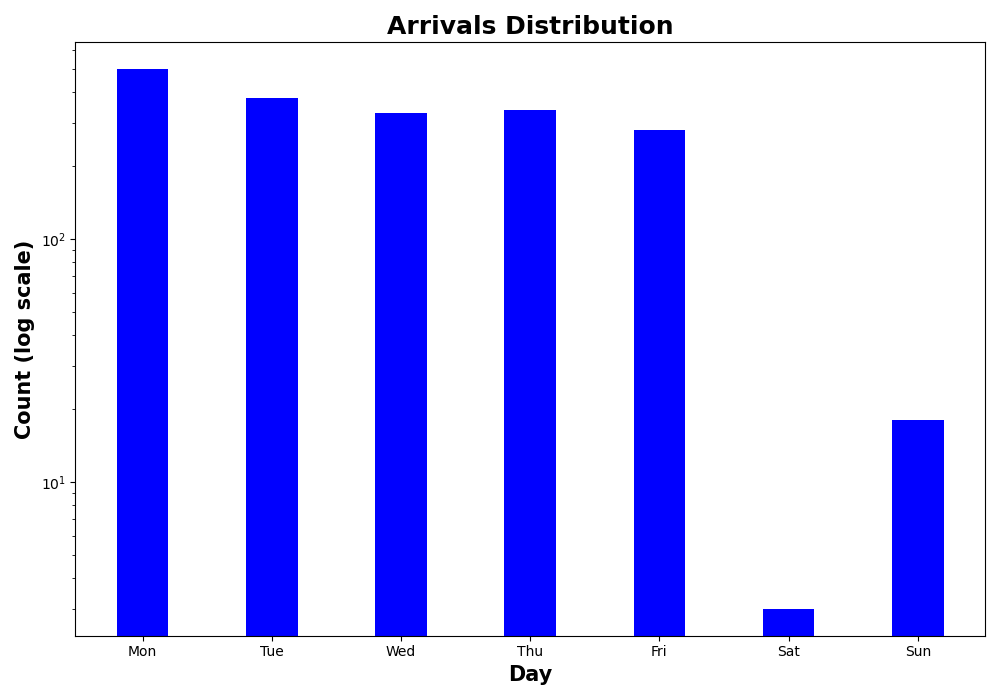 Arrivals Distribution
Count (log scale)
10²
10¹
Mon Tue Wed Thu Fri Sat Sun
Day